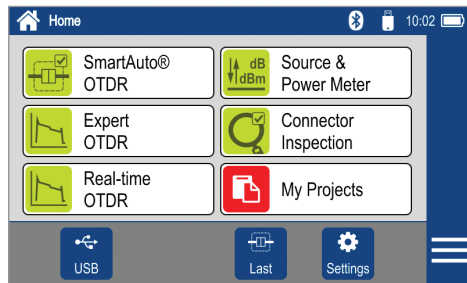 Home
10:02
SmartAuto®
OTDR
dB
dBm
Source &
Power Meter
Expert
OTDR
Connector
Inspection
Real-time
OTDR
My Projects
USB
Last
Settings